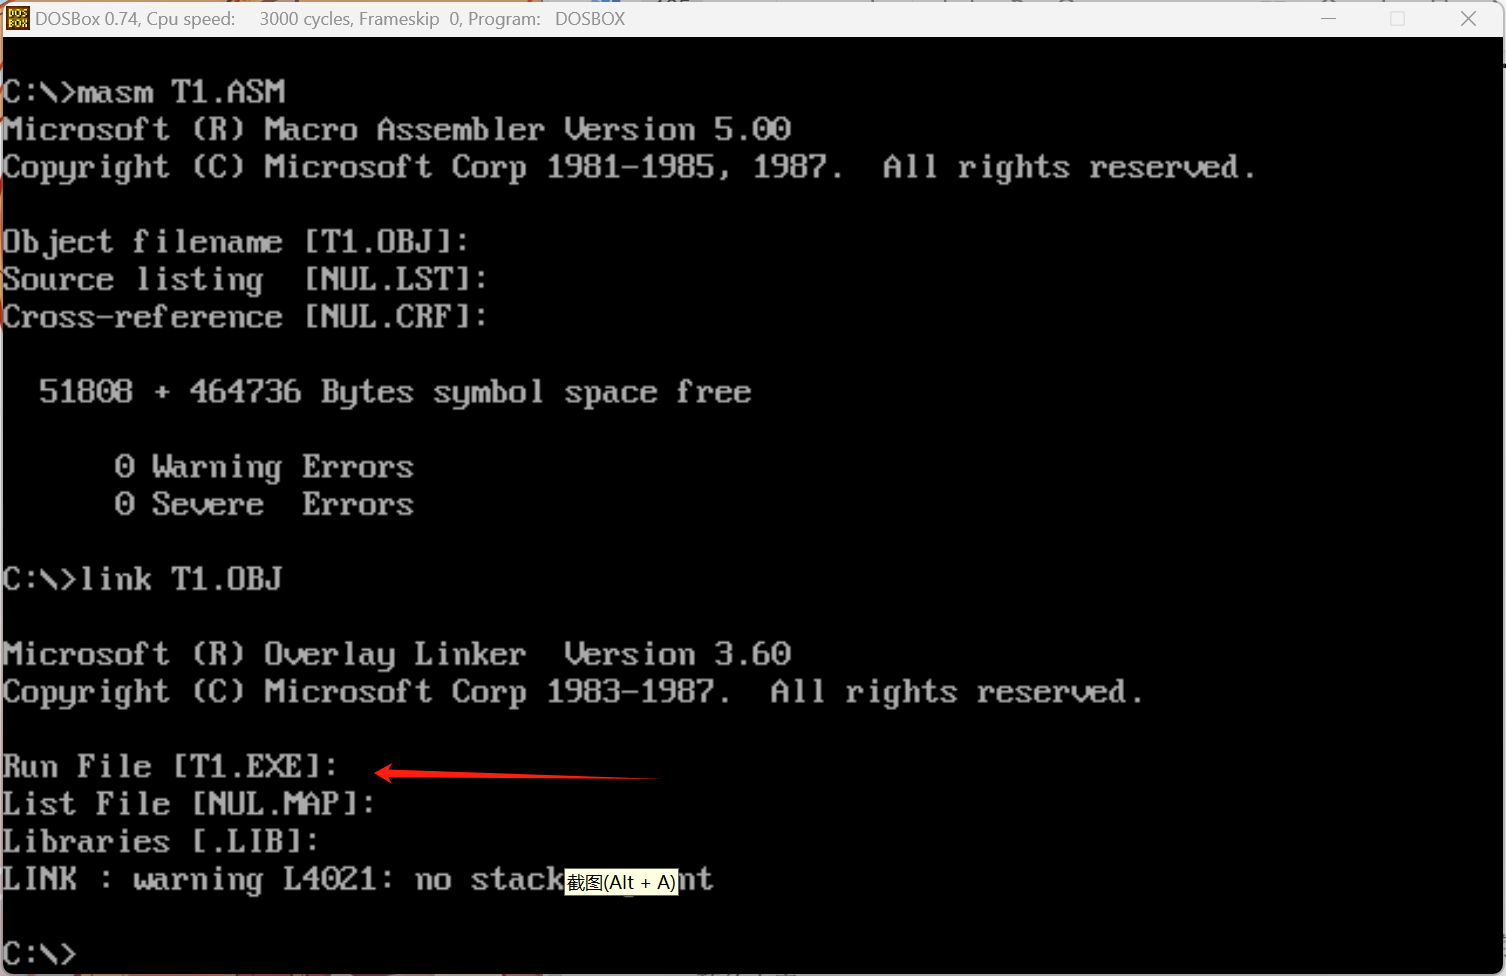 DOSBox 0.74, Cpu speed: 3000 cycles, Frameskip 0, Program: DOSBOX
C:\>masm T1.ASM
Microsoft (R) Macro Assembler Version 5.00
Copyright (C) Microsoft Corp 1981-1985, 1987. All rights reserved.
Object filename [T1.OBJ]:
Source listing [NUL.LST]:
Cross-reference [NUL.CRF]:
51808 + 464736 Bytes symbol space free
0 Warning Errors
0 Severe Errors
C:\>link T1.OBJ
Microsoft (R) Overlay Linker Version 3.60
Copyright (C) Microsoft Corp 1983-1987. All rights reserved.
Run File [T1.EXE]:
List File [NUL.MAP]:
Libraries [.LIB]:
LINK : warning L4021: no stack 截图(Alt + A)nt
C:\>